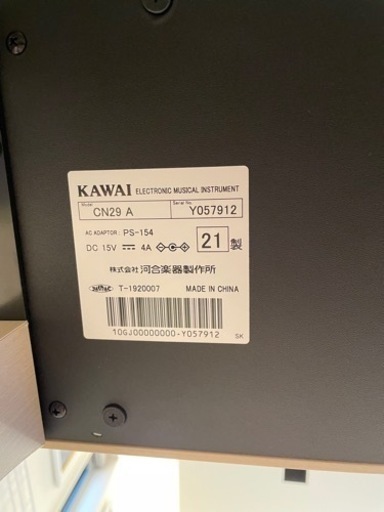 KAWAI ELECTRONIC MUSICAL INSTRUMENT
Model CN29 A Serial No. Y057912
AC ADAPTOR : PS-154
DC 15V 4A 21 製
株式会社 河合楽器製作所
T-1920007 MADE IN CHINA
10GJ00000000-Y057912
SK